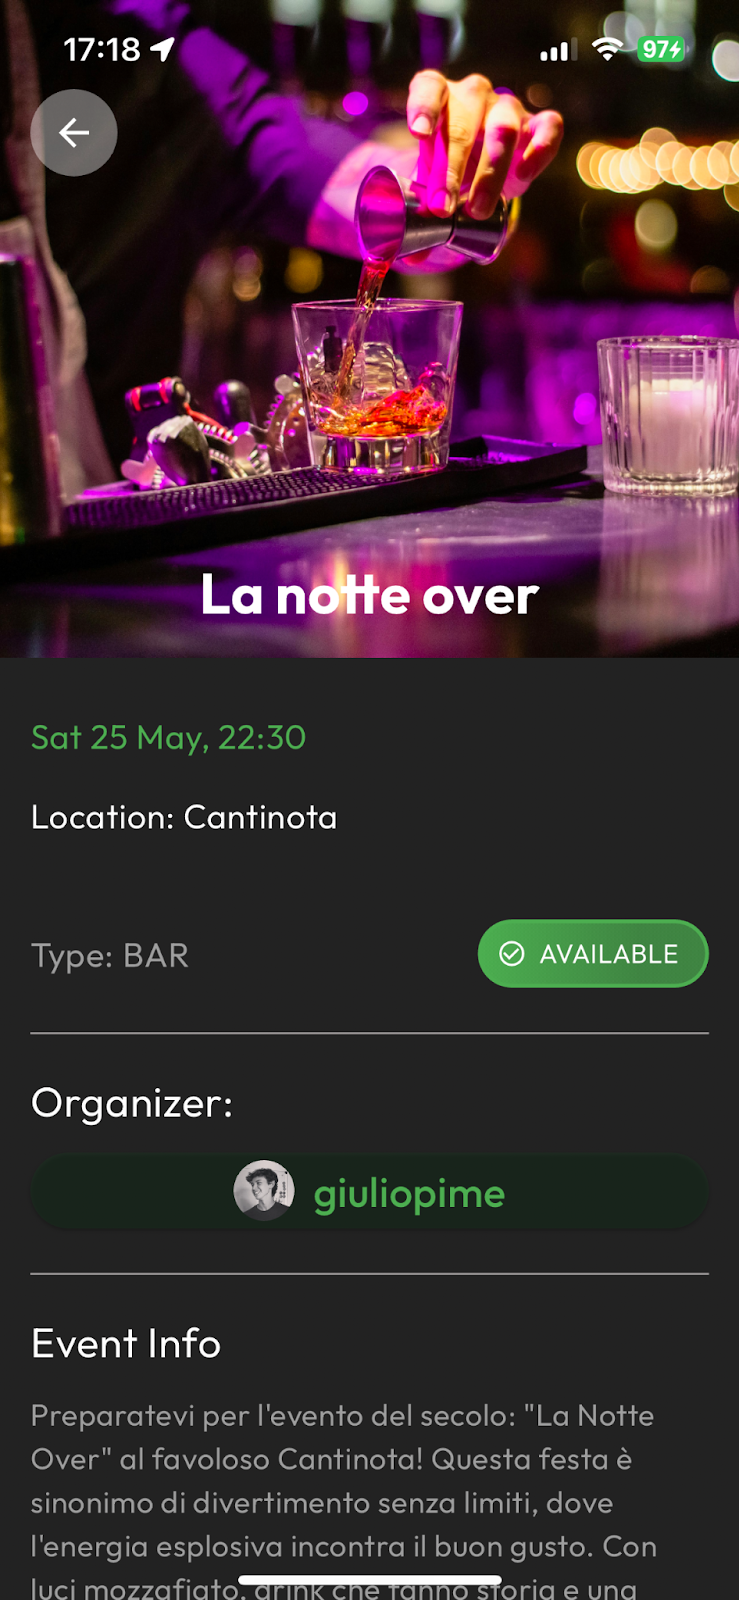 17:18
97
La notte over
Sat 25 May, 22:30
Location: Cantinota
Type: BAR
AVAILABLE
Organizer:
giuliopime
Event Info
Preparatevi per l'evento del secolo: "La Notte
Over" al favoloso Cantinota! Questa festa è
sinonimo di divertimento senza limiti, dove
l'energia esplosiva incontra il buon gusto. Con
luci mozzafiato, drink che fanno storia e una